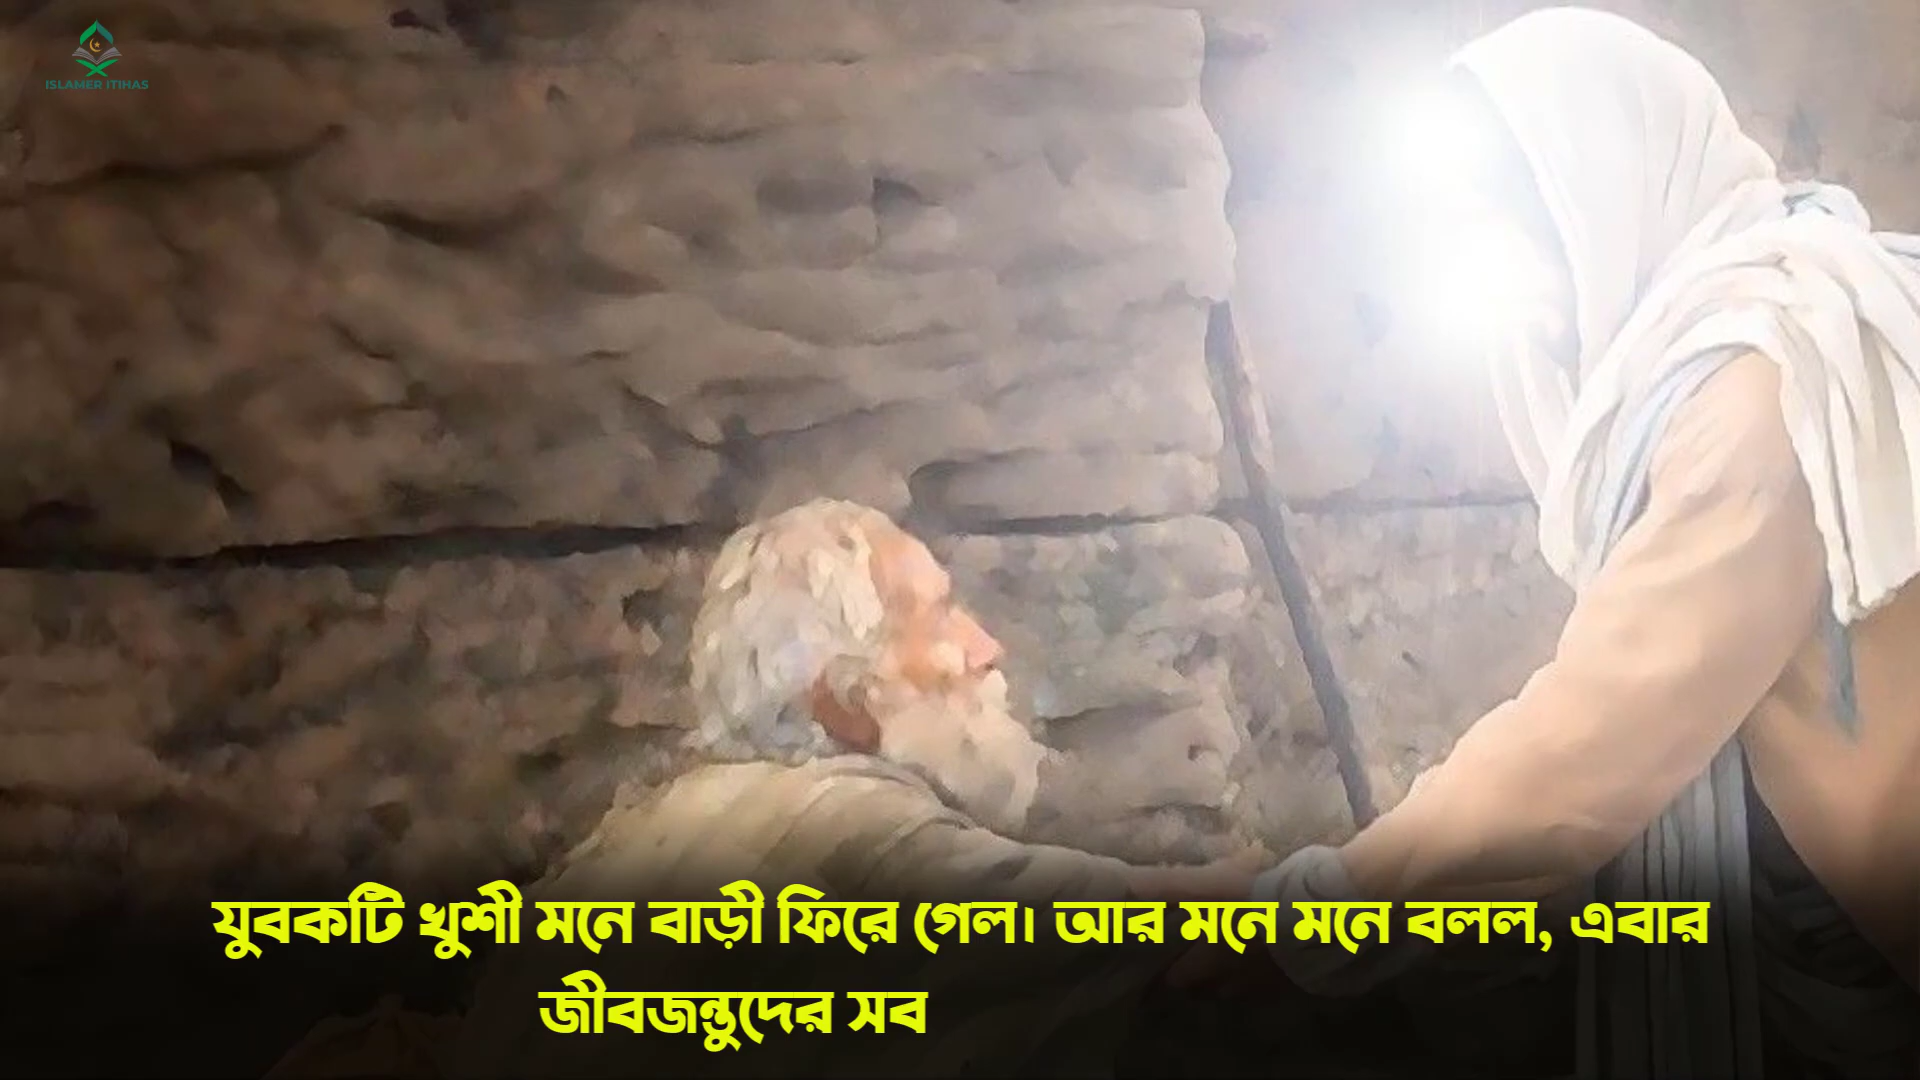 ISLAMER ITIHAS
যুবকটি খুশী মনে বাড়ী ফিরে গেল। আর মনে মনে বলল, এবার
জীবজন্তুদের সব